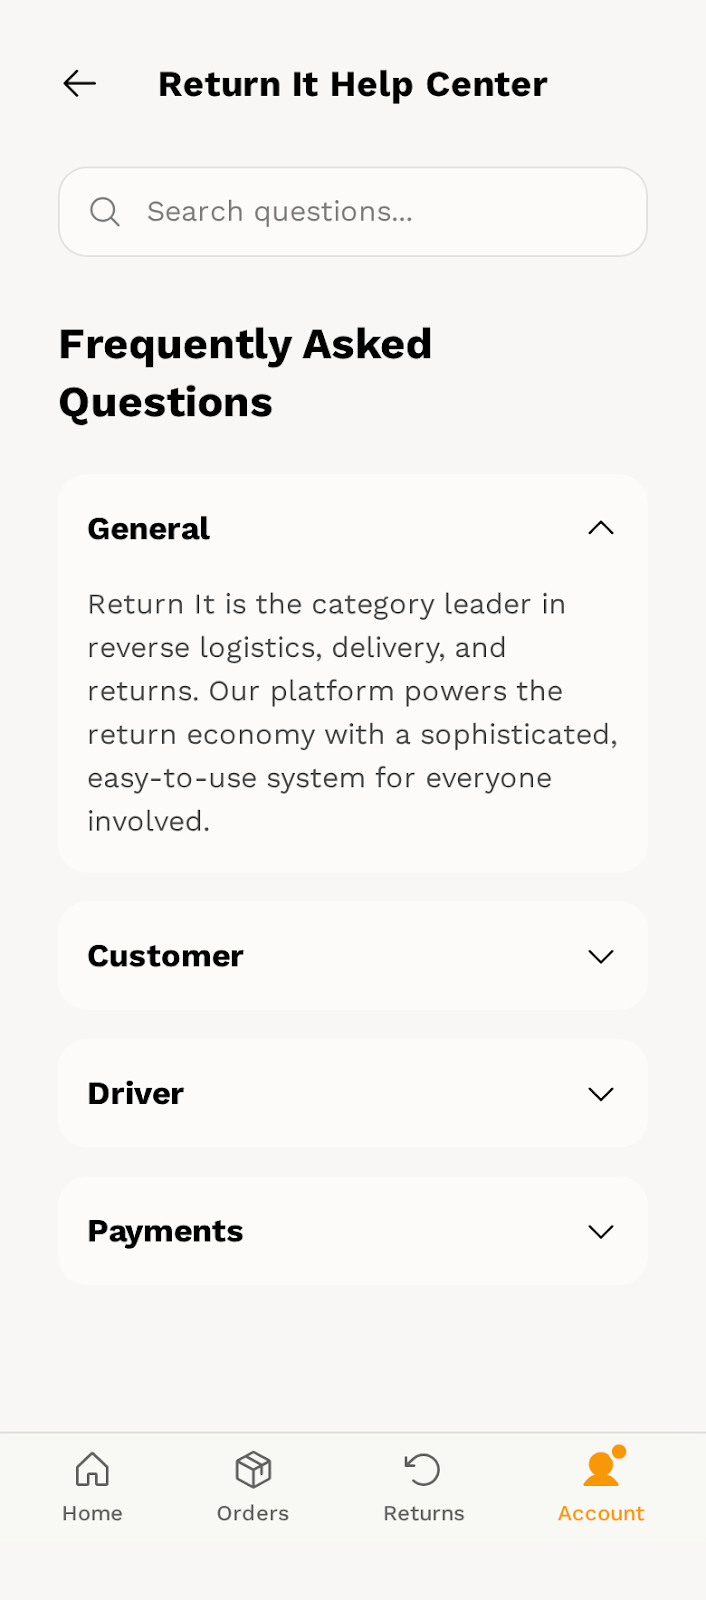 Return It Help Center
Search questions...
Frequently Asked
Questions
General
Return It is the category leader in
reverse logistics, delivery, and
returns. Our platform powers the
return economy with a sophisticated,
easy-to-use system for everyone
involved.
Customer
Driver
Payments
Home
Orders
Returns
Account